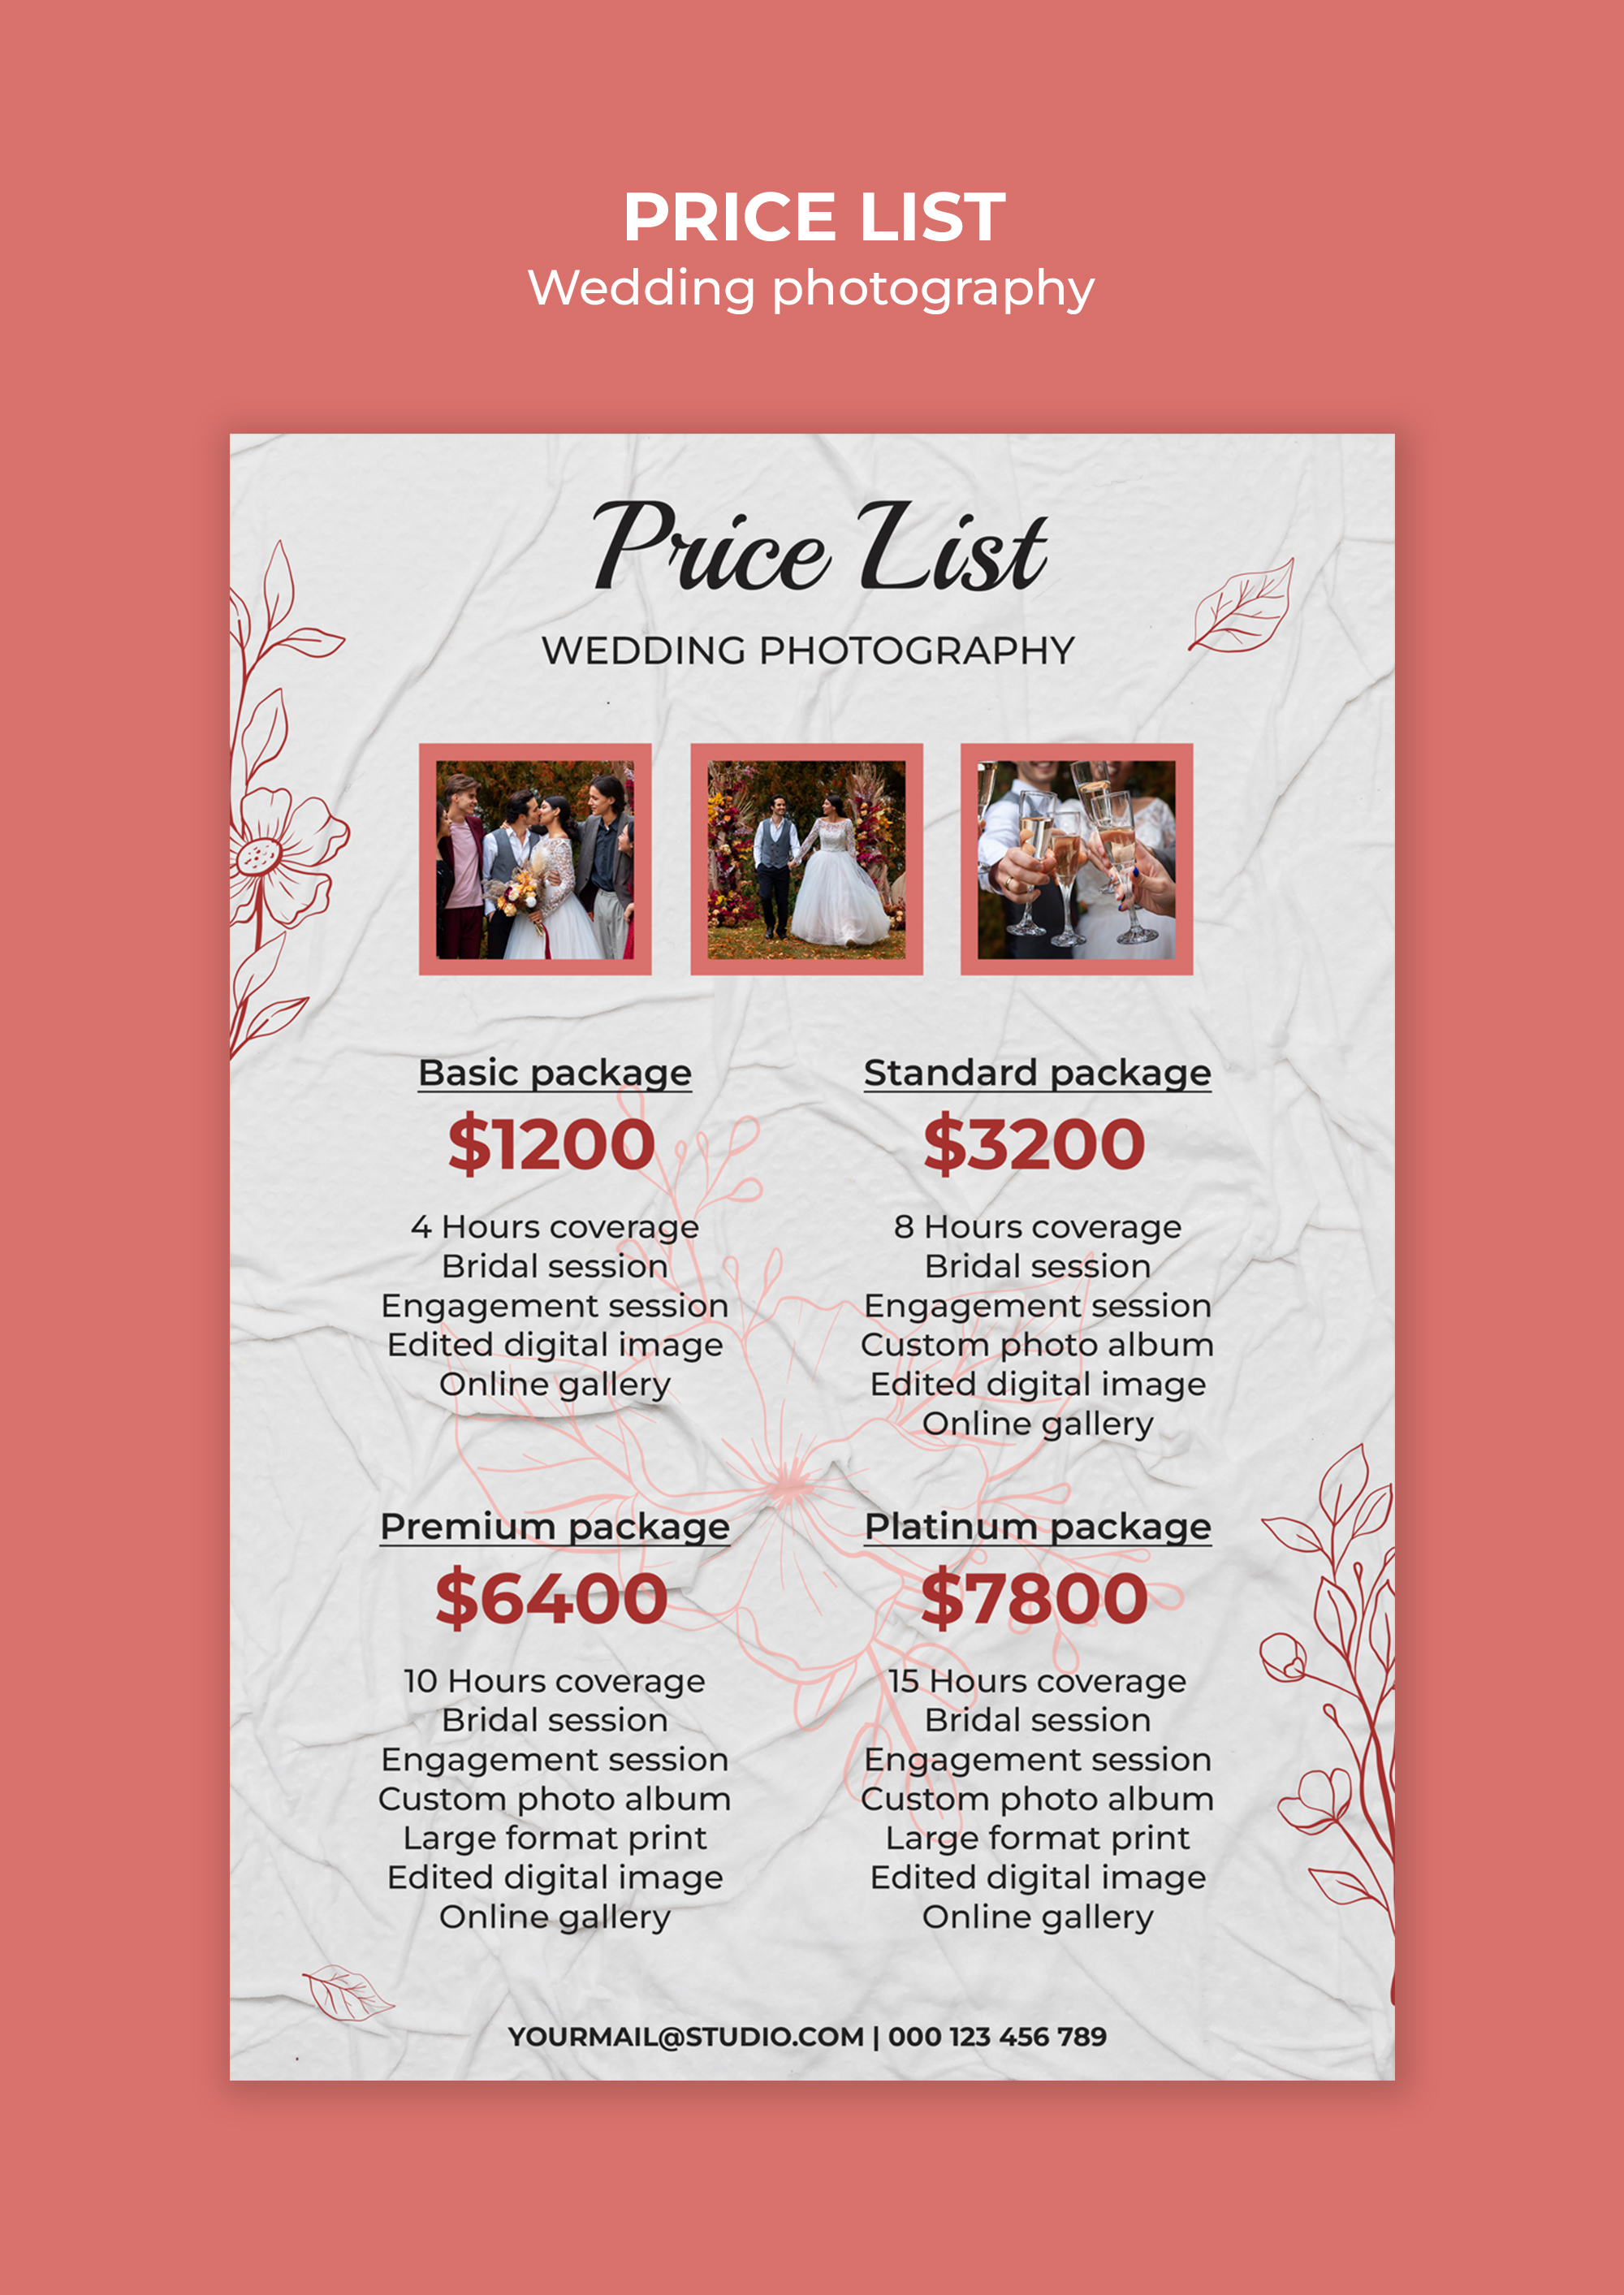 PRICE LIST
Wedding photography
Price List
WEDDING PHOTOGRAPHY
Basic package
$1200
4 Hours coverage
Bridal session
Engagement session
Edited digital image
Online gallery
Standard package
$3200
8 Hours coverage
Bridal session
Engagement session
Custom photo album
Edited digital image
Online gallery
Premium package
$6400
10 Hours coverage
Bridal session
Engagement session
Custom photo album
Large format print
Edited digital image
Online gallery
Platinum package
$7800
15 Hours coverage
Bridal session
Engagement session
Custom photo album
Large format print
Edited digital image
Online gallery
YOURMAIL@STUDIO.COM | 000 123 456 789